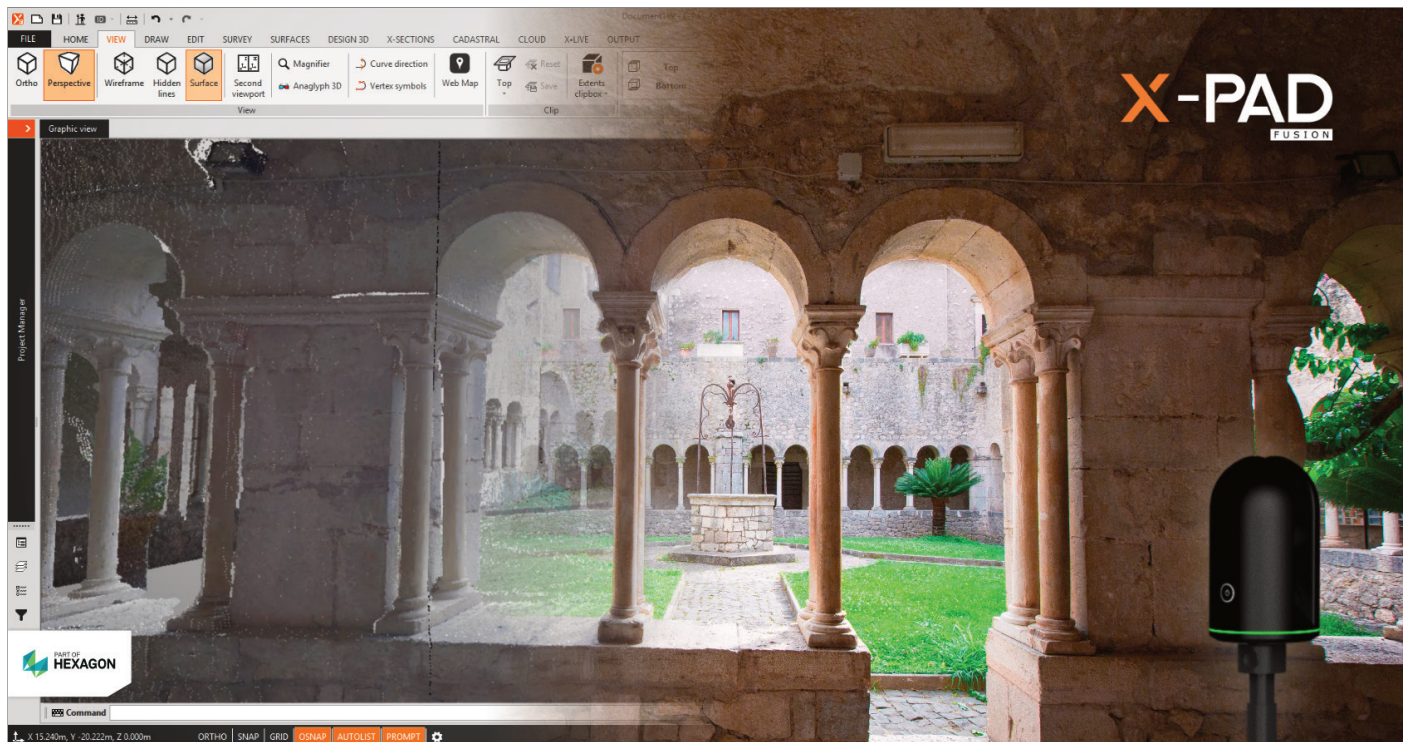 Document
FILE HOME VIEW DRAW EDIT SURVEY SURFACES DESIGN 3D X-SECTIONS CADASTRAL CLOUD X-LIVE OUTPUT
Ortho
Perspective
Wireframe
Hidden
lines
Surface
Second
viewport
Magnifier
Anaglyph 3D
Curve direction
Vertex symbols
Web Map
Top
Reset
Save
Extents
clipbox
Top
Bottom
View
Clip
Graphic view
X-PAD
FUSION
Project Manager
PART OF
HEXAGON
Command
X 15.240m, Y -20.222m, Z 0.000m ORTHO SNAP GRID OSNAP AUTOLIST PROMPT